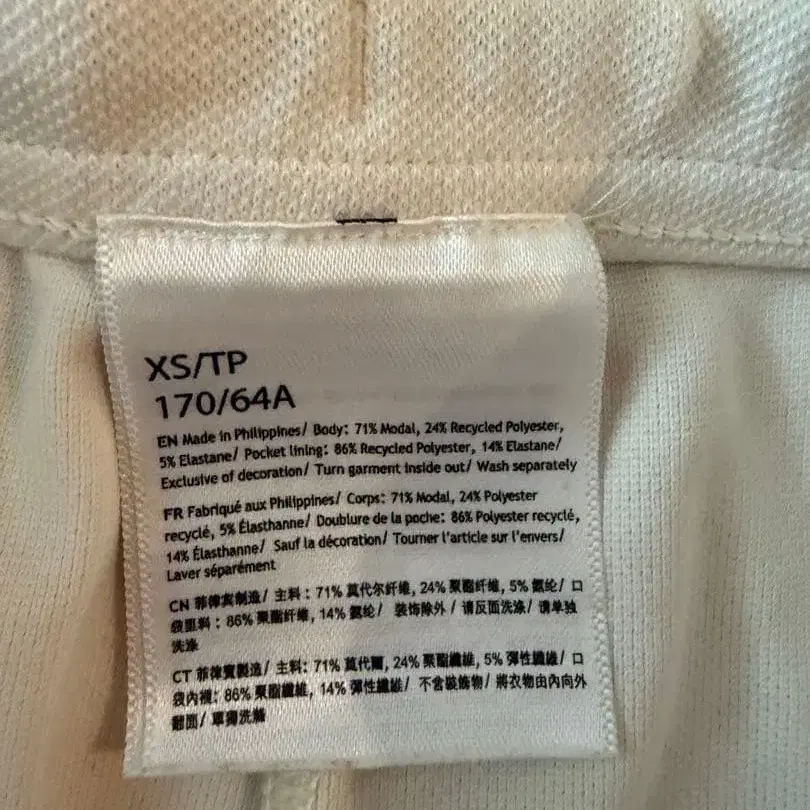 XS/TP
170/64A
EN Made in Philippines/ Body: 71% Modal, 24% Recycled Polyester,
5% Elastane/ Pocket lining: 86% Recycled Polyester, 14% Elastane/
Exclusive of decoration/ Turn garment inside out/ Wash separately
FR Fabriqué aux Philippines/ Corps: 71% Modal, 24% Polyester
recyclé, 5% Élasthanne/ Doublure de la poche: 86% Polyester recyclé,
14% Élasthanne/ Sauf la décoration/ Tourner l'article sur l'envers/
Laver séparément
CN 菲律宾制造/ 主料：71% 莫代尔纤维, 24% 聚酯纤维, 5% 氨纶/ 口
袋里料：86% 聚酯纤维, 14% 氨纶/ 装饰除外/ 请反面洗涤/ 请单独
洗涤
CT 菲律賓製造/ 主料: 71% 莫代爾, 24% 聚酯纖維, 5% 彈性纖維/ 口
袋內襯: 86% 聚酯纖維, 14% 彈性纖維/ 不含裝飾物/ 將衣物由內向外
翻面/ 單獨洗滌